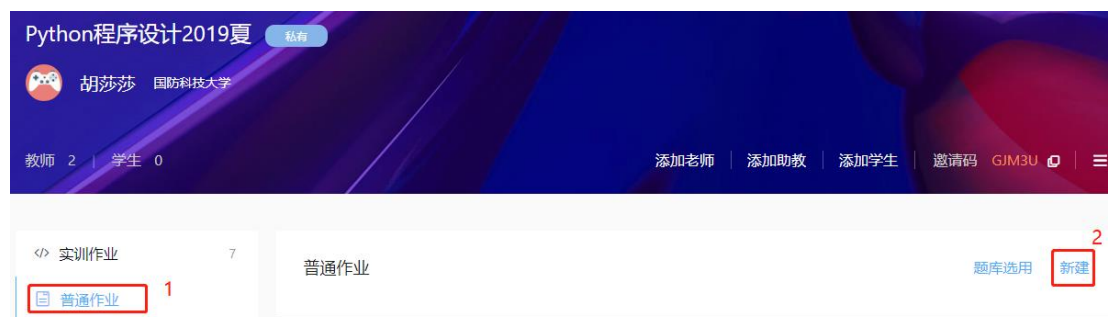 Python程序设计2019夏 私有
胡莎莎 国防科技大学
教师 2 | 学生 0
添加老师 | 添加助教 | 添加学生 | 邀请码 GJM3U
</> 实训作业 7
普通作业 1
普通作业
题库选用 新建 2